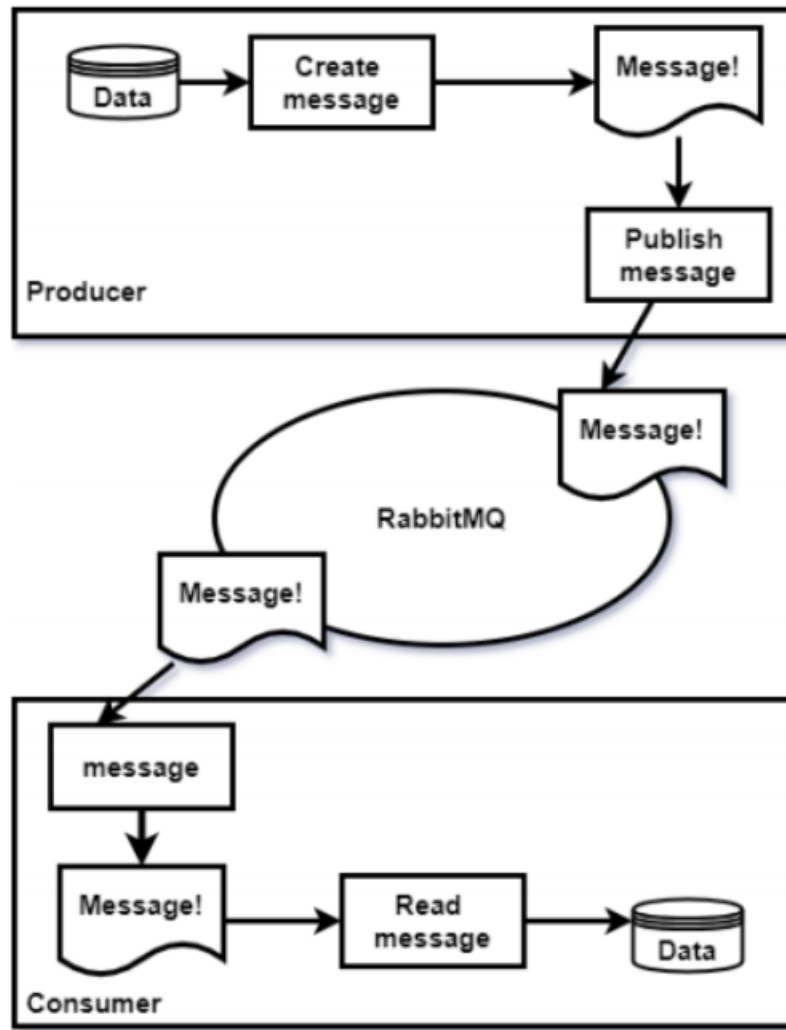 Data
Create
message
Message!
Publish
message
Producer
Message!
RabbitMQ
Message!
message
Message!
Read
message
Data
Consumer